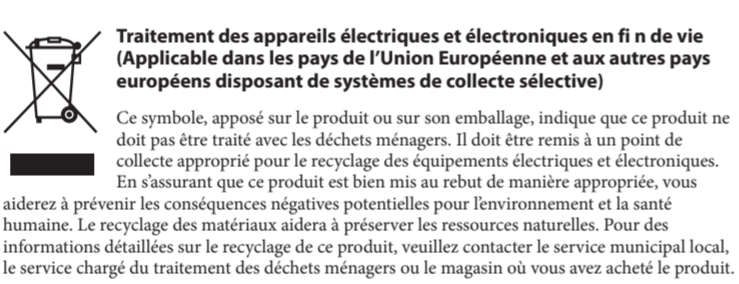 Traitement des appareils électriques et électroniques en fi n de vie
(Applicable dans les pays de l’Union Européenne et aux autres pays
européens disposant de systèmes de collecte sélective)
Ce symbole, apposé sur le produit ou sur son emballage, indique que ce produit ne
doit pas être traité avec les déchets ménagers. Il doit être remis à un point de
collecte approprié pour le recyclage des équipements électriques et électroniques.
En s’assurant que ce produit est bien mis au rebut de manière appropriée, vous
aiderez à prévenir les conséquences négatives potentielles pour l’environnement et la santé
humaine. Le recyclage des matériaux aidera à préserver les ressources naturelles. Pour des
informations détaillées sur le recyclage de ce produit, veuillez contacter le service municipal local,
le service chargé du traitement des déchets ménagers ou le magasin où vous avez acheté le produit.